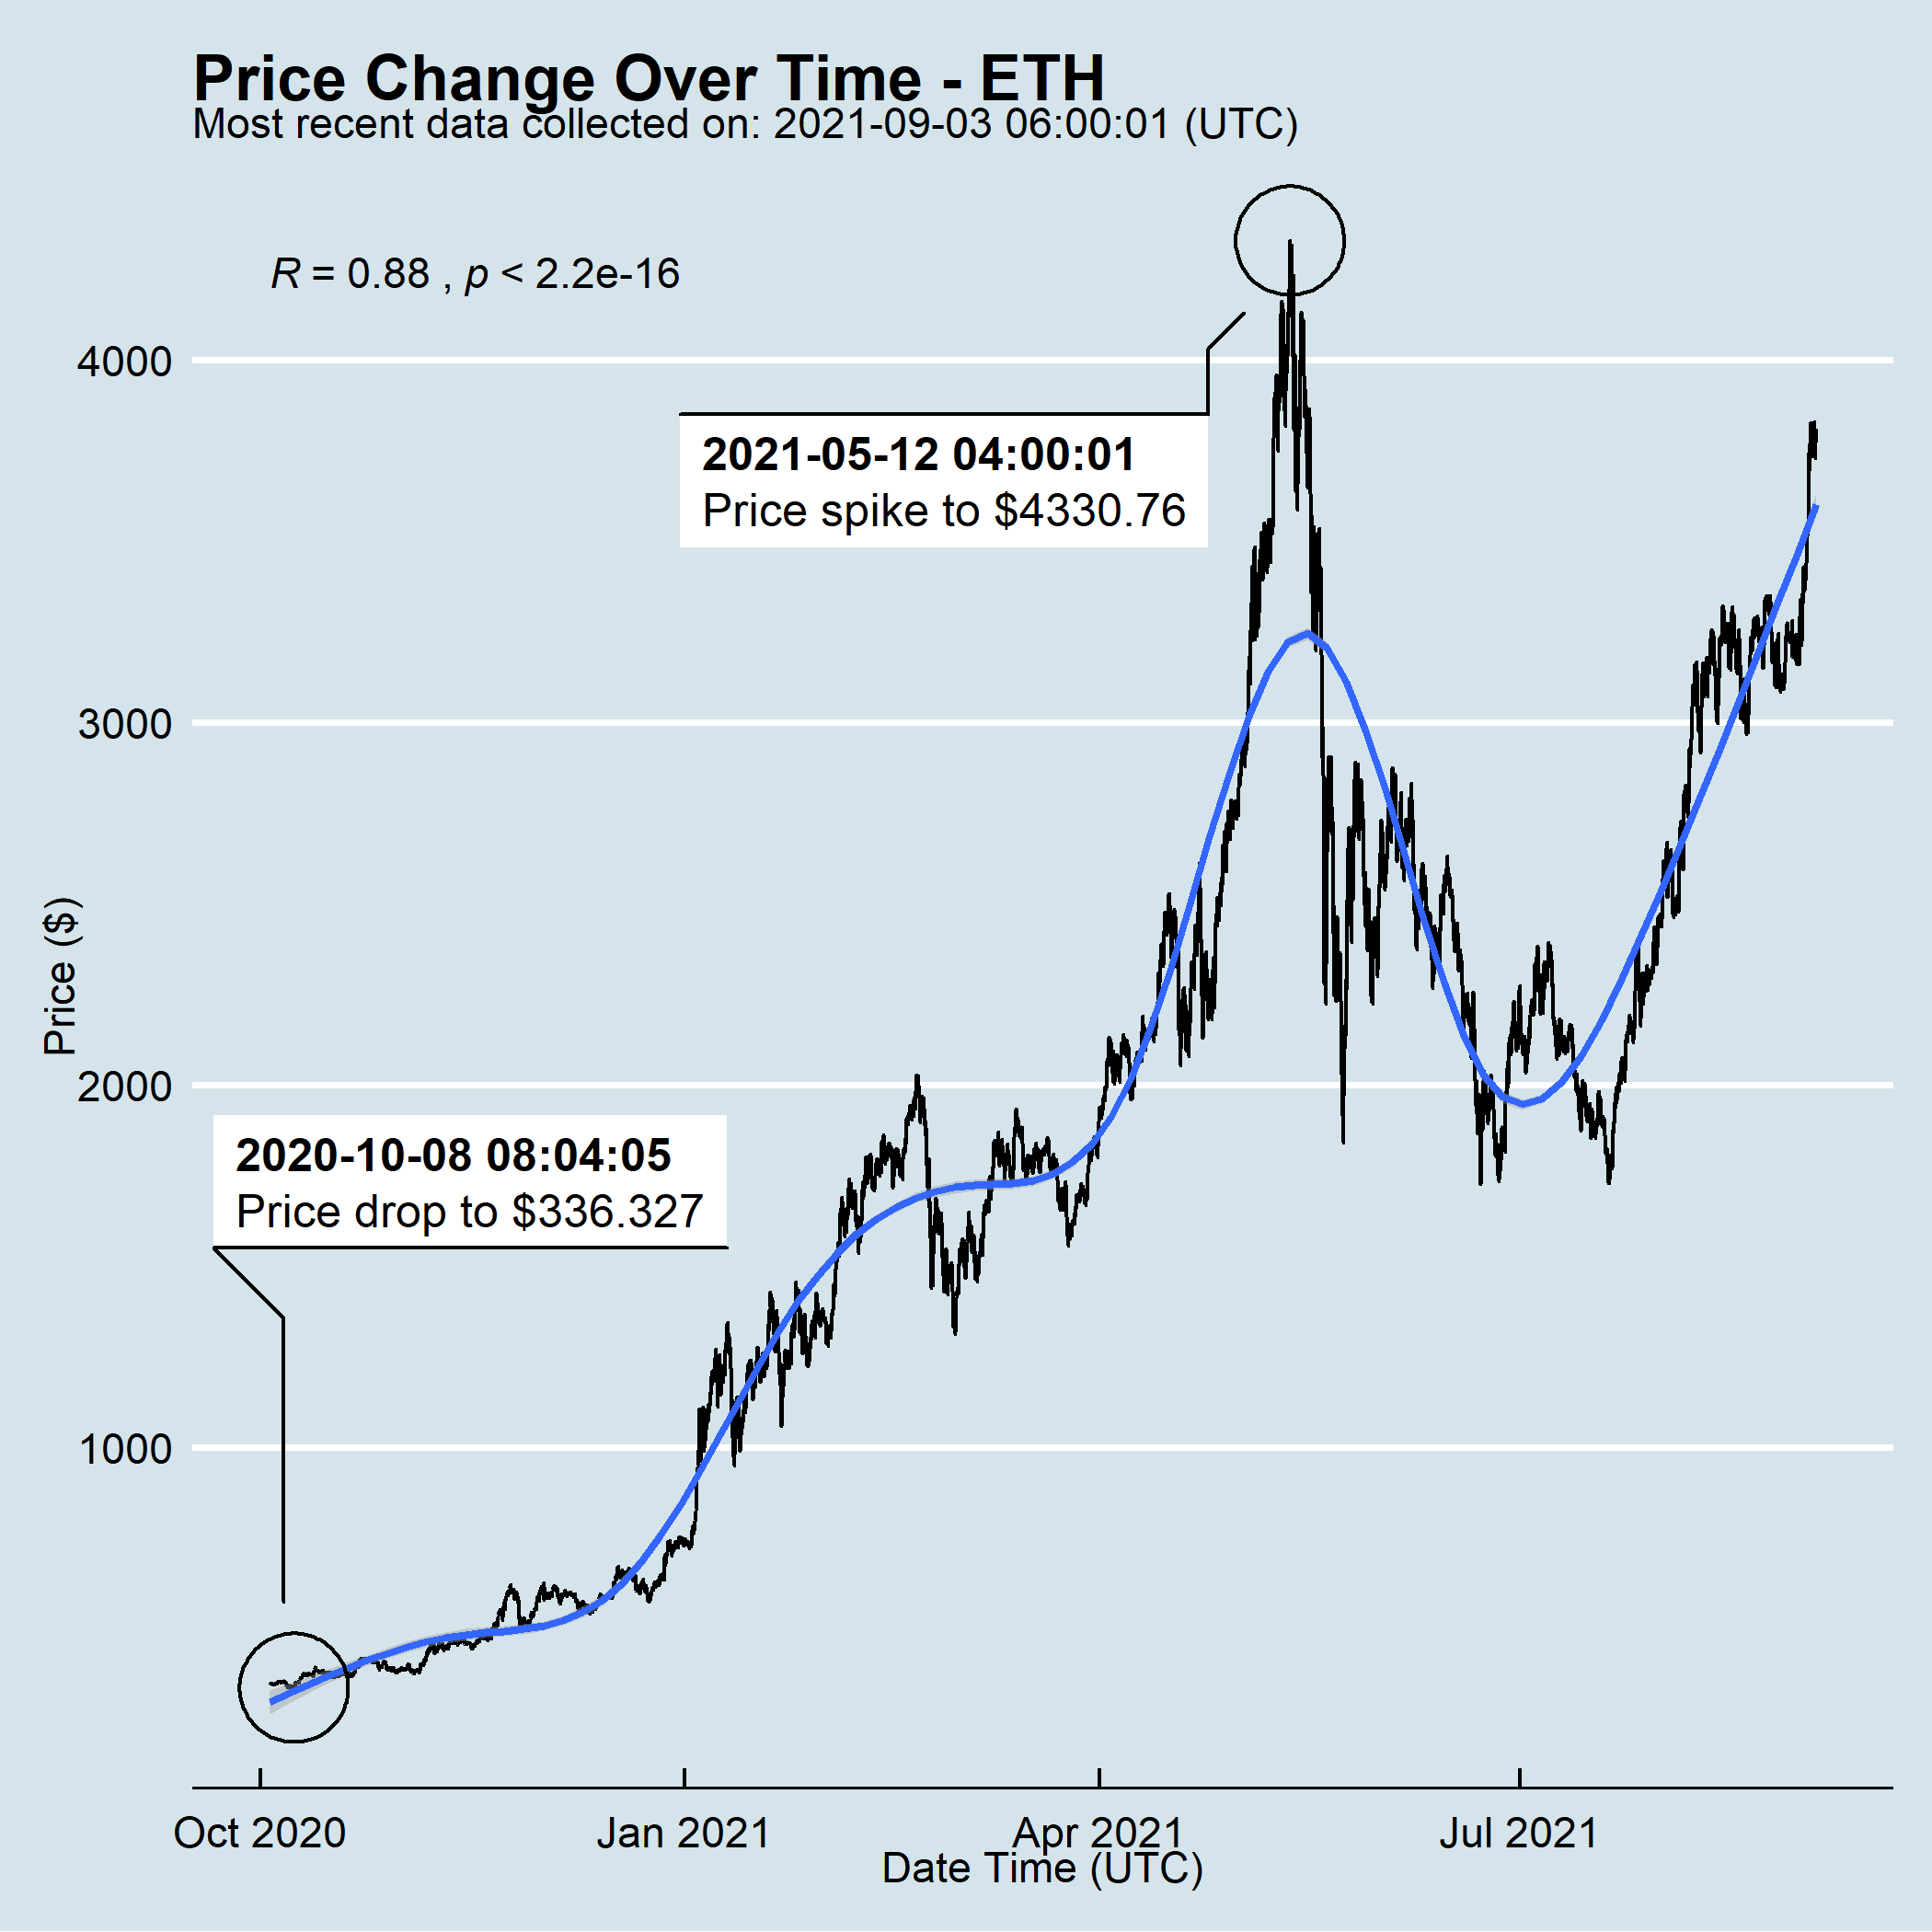 Price Change Over Time - ETH
Most recent data collected on: 2021-09-03 06:00:01 (UTC)
R = 0.88 , p < 2.2e-16
4000
2021-05-12 04:00:01
Price spike to $4330.76
3000
Price ($)
2000
2020-10-08 08:04:05
Price drop to $336.327
1000
Oct 2020
Jan 2021
Apr 2021
Jul 2021
Date Time (UTC)